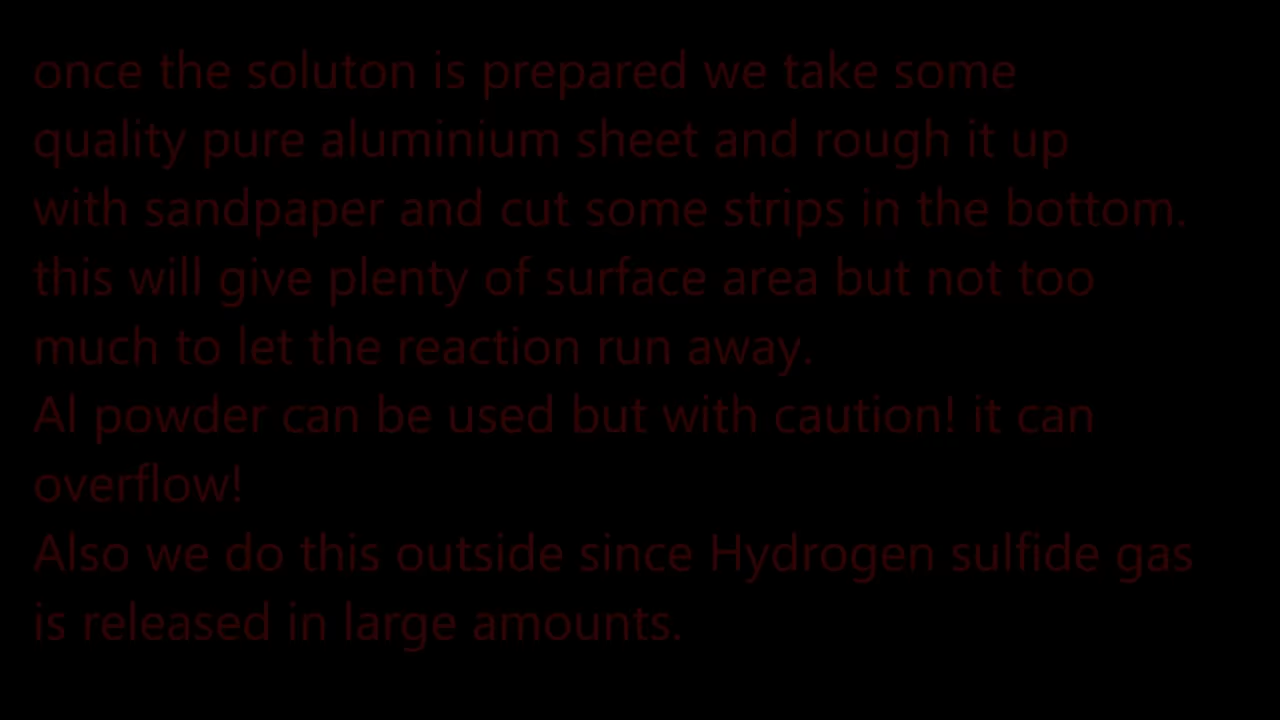 once the soluton is prepared we take some
quality pure aluminium sheet and rough it up
with sandpaper and cut some strips in the bottom.
this will give plenty of surface area but not too
much to let the reaction run away.
Al powder can be used but with caution! it can
overflow!
Also we do this outside since Hydrogen sulfide gas
is released in large amounts.